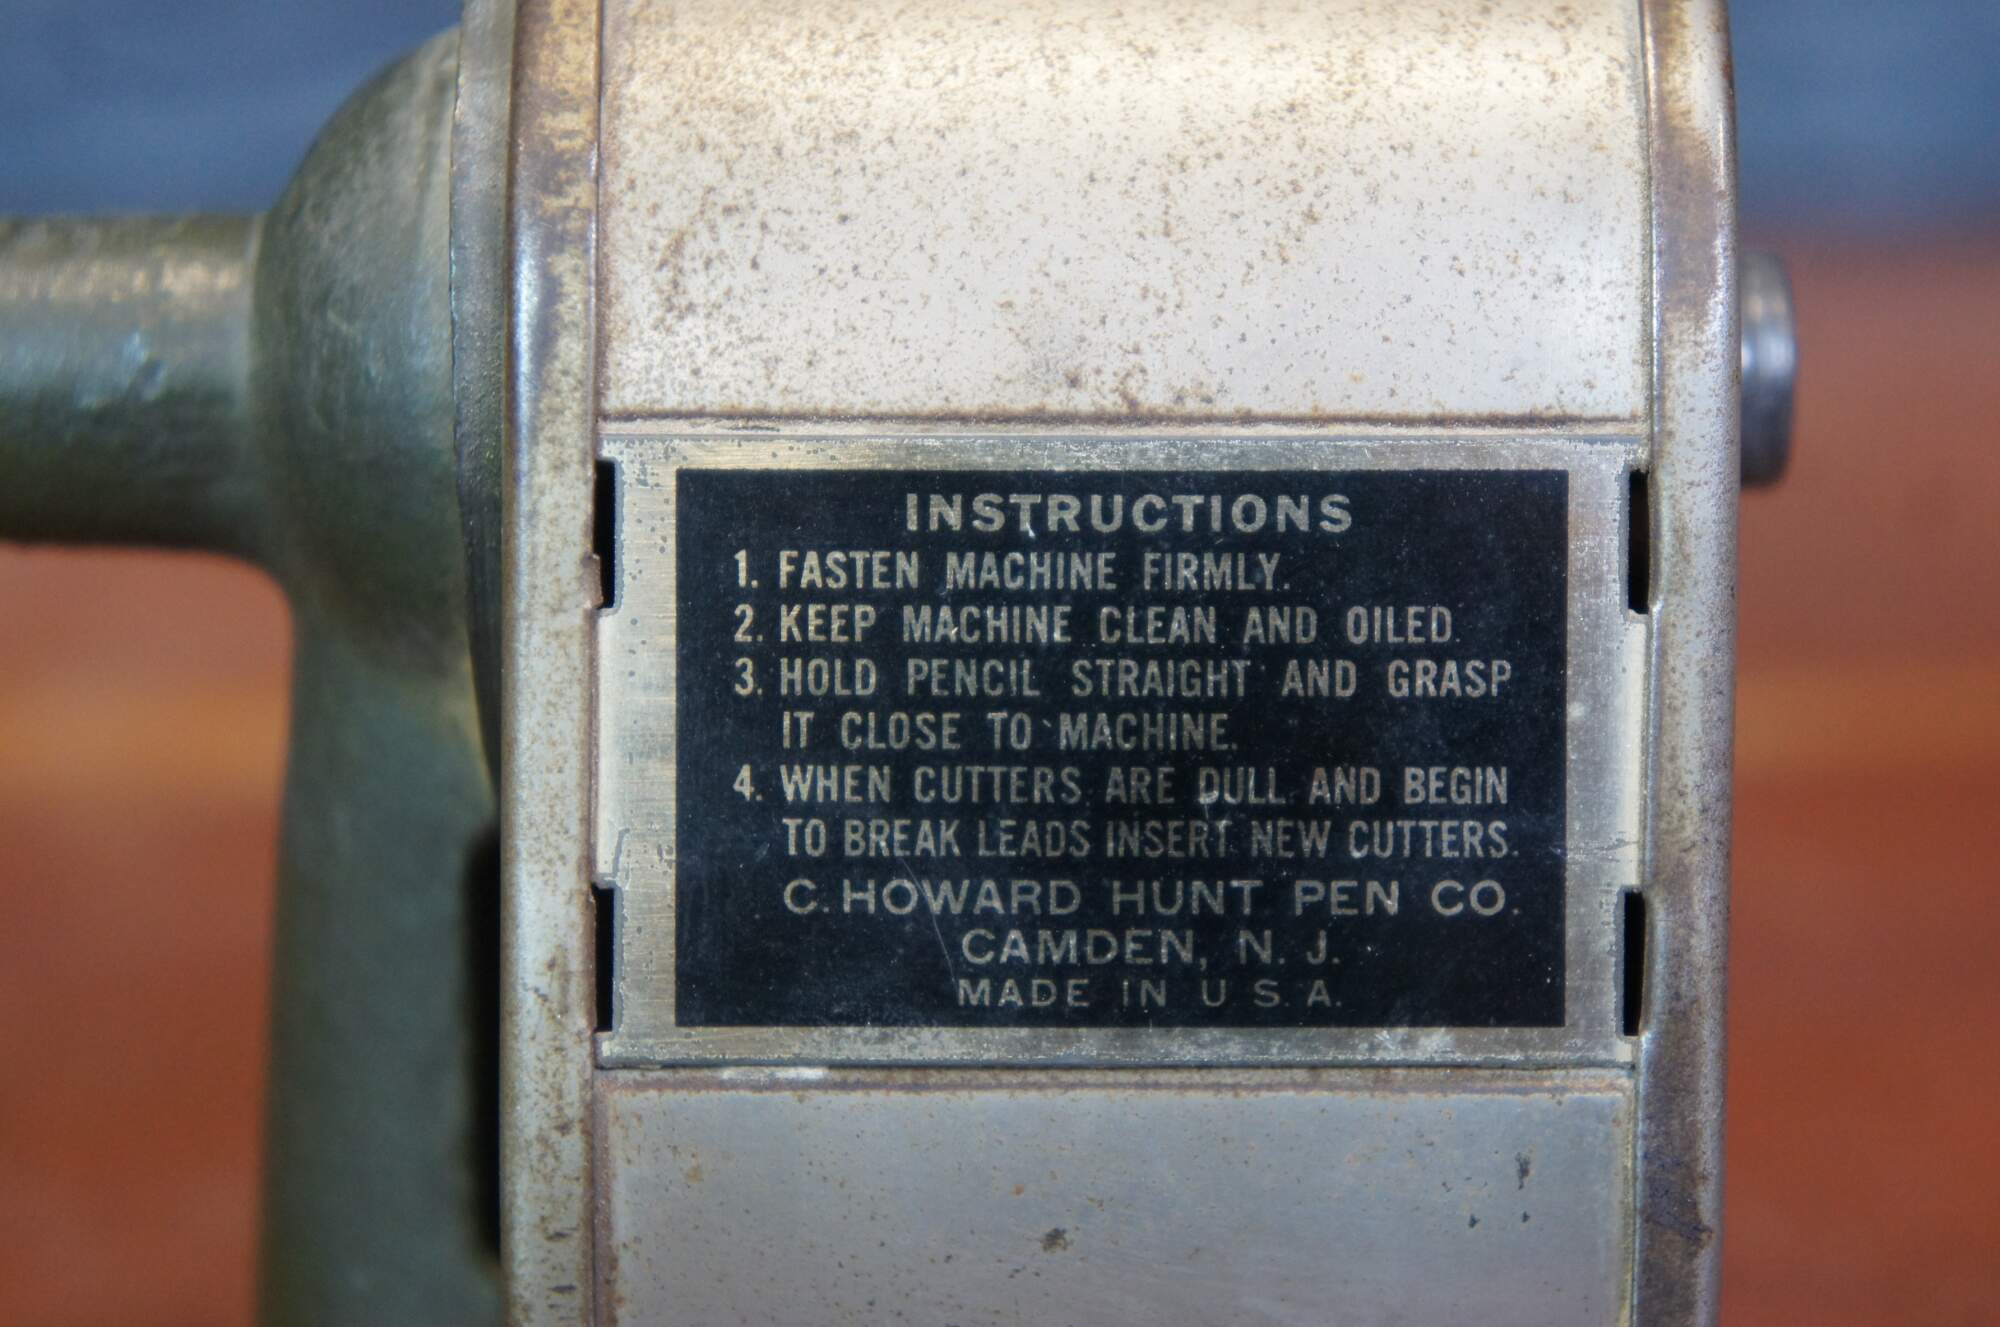 INSTRUCTIONS
1. FASTEN MACHINE FIRMLY.
2. KEEP MACHINE CLEAN AND OILED.
3. HOLD PENCIL STRAIGHT AND GRASP
IT CLOSE TO MACHINE.
4. WHEN CUTTERS ARE DULL AND BEGIN
TO BREAK LEADS INSERT NEW CUTTERS.
C. HOWARD HUNT PEN CO.
CAMDEN, N. J.
MADE IN U S. A.